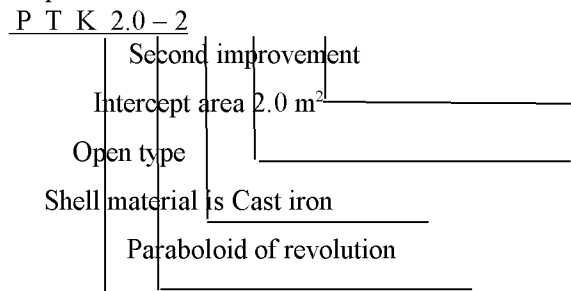 P T K 2.0 – 2
Second improvement
Intercept area 2.0 m²
Open type
Shell material is Cast iron
Paraboloid of revolution